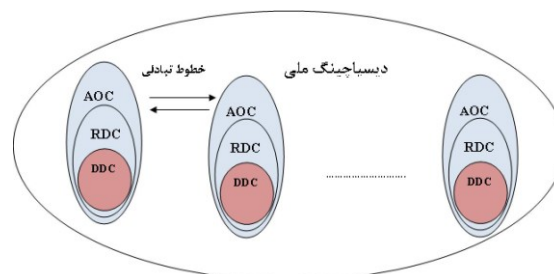 دیسپاچینگ ملی
خطوط تبادلی
AOC
RDC
DDC
AOC
RDC
DDC
..........................
AOC
RDC
DDC